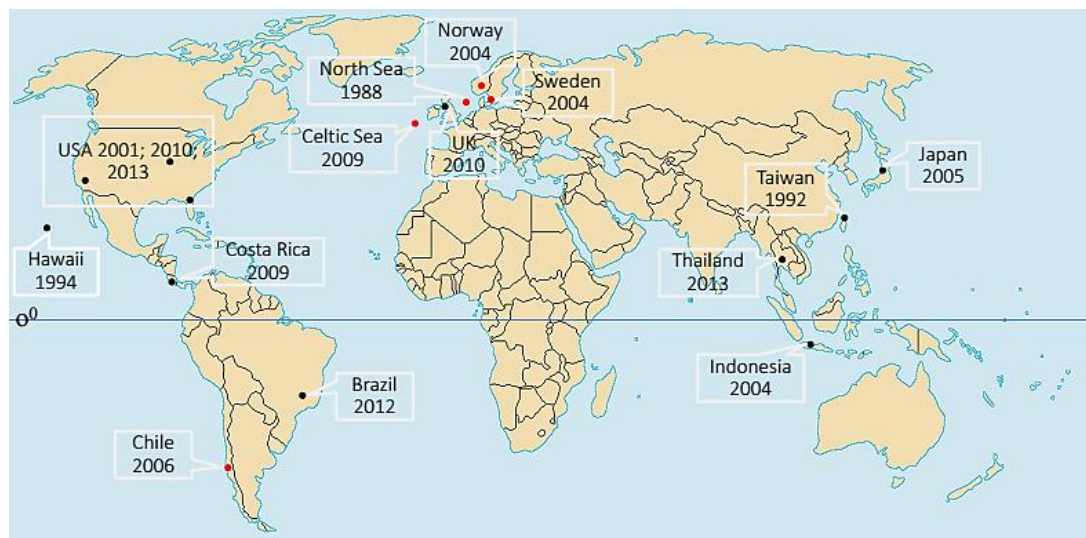 Norway
2004
North Sea
1988
Sweden
2004
Celtic Sea
2009
UK
2010
USA 2001; 2010;
2013
Japan
2005
Taiwan
1992
Hawaii
1994
Costa Rica
2009
Thailand
2013
0⁰
Indonesia
2004
Brazil
2012
Chile
2006